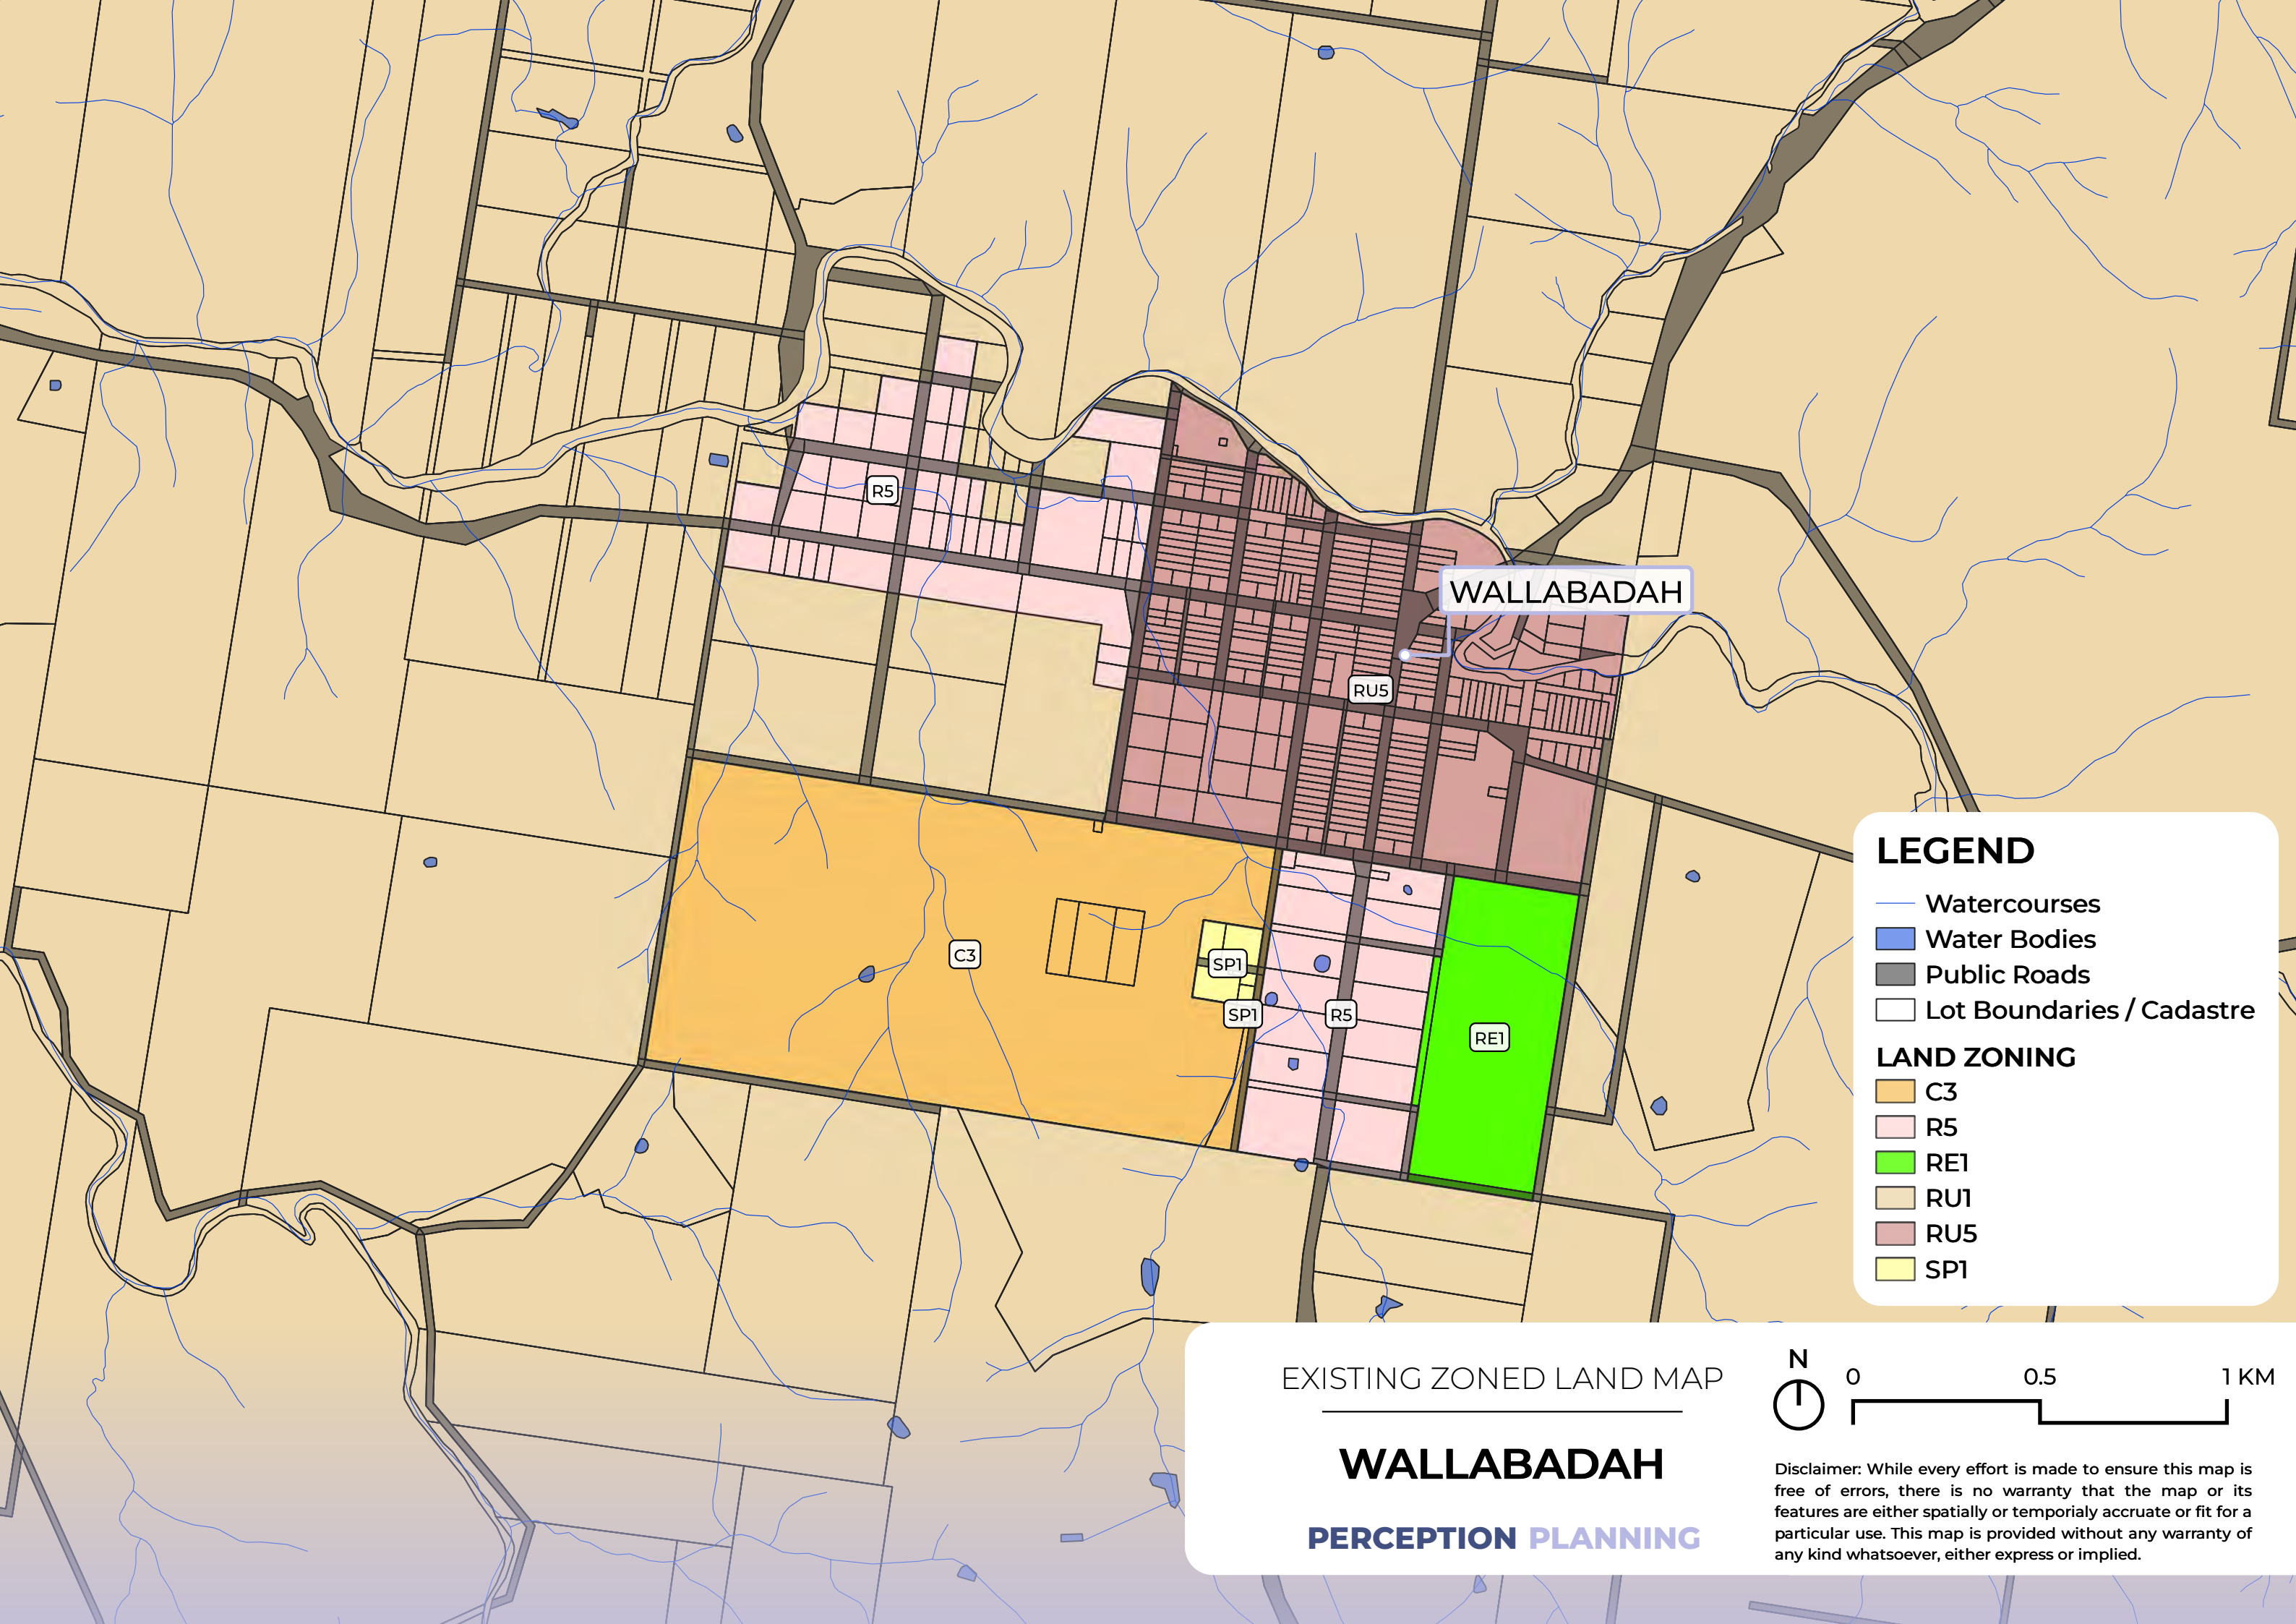 R5
WALLABADAH
RU5
C3
SP1
SP1
R5
RE1
LEGEND
Watercourses
Water Bodies
Public Roads
Lot Boundaries / Cadastre
LAND ZONING
C3
R5
RE1
RU1
RU5
SP1
EXISTING ZONED LAND MAP
WALLABADAH
PERCEPTION PLANNING
N
0 0.5 1 KM
Disclaimer: While every effort is made to ensure this map is
free of errors, there is no warranty that the map or its
features are either spatially or temporialy accruate or fit for a
particular use. This map is provided without any warranty of
any kind whatsoever, either express or implied.